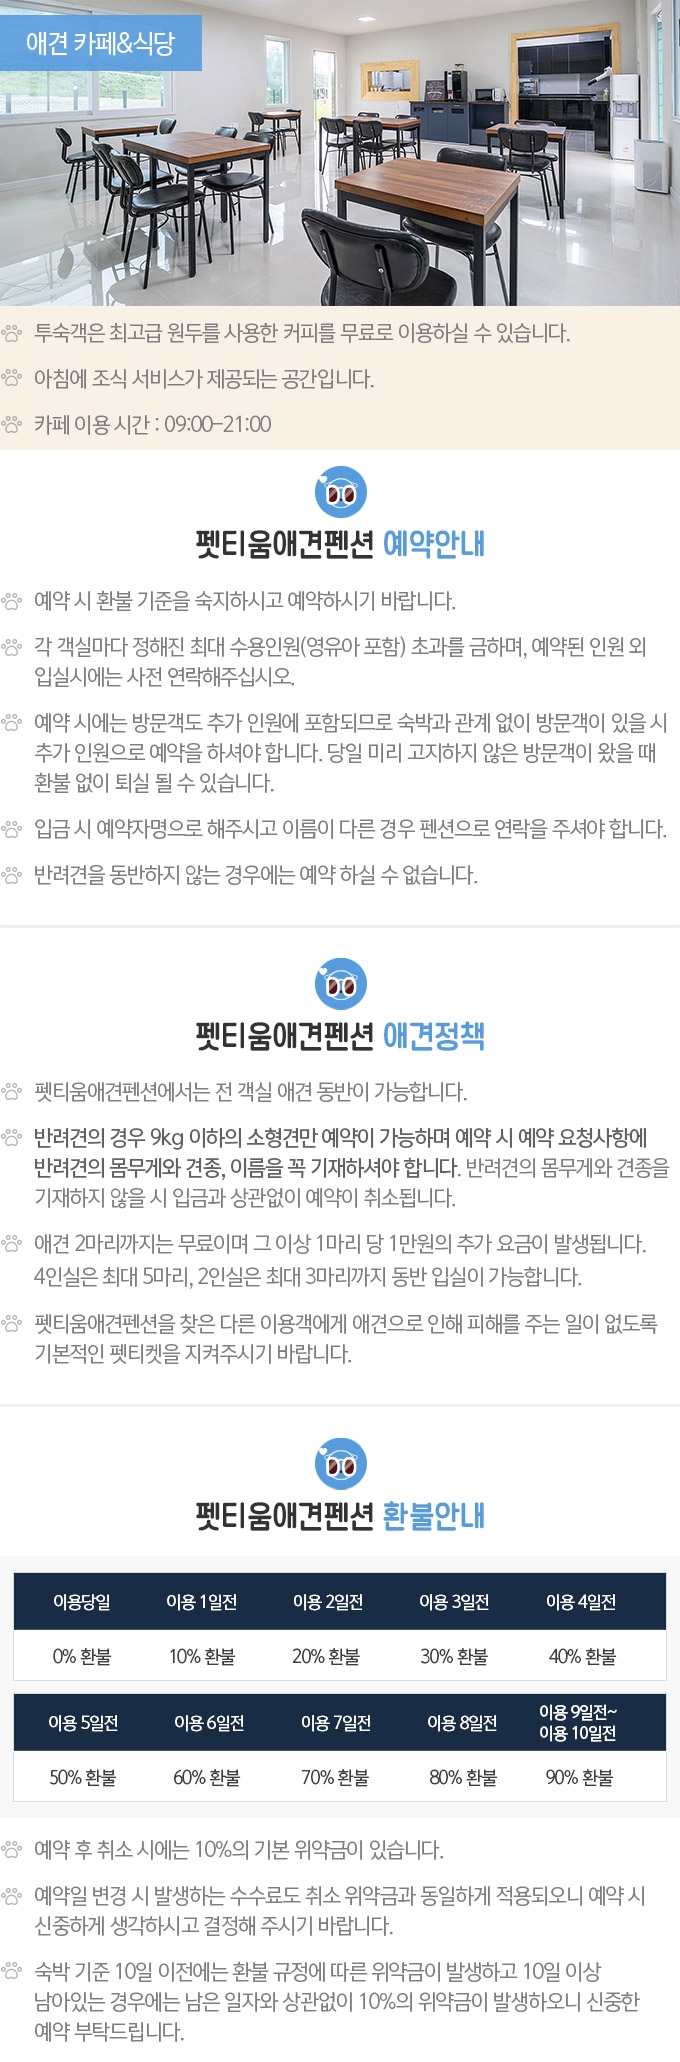 애견 카페&식당
투숙객은 최고급 원두를 사용한 커피를 무료로 이용하실 수 있습니다.
아침에 조식 서비스가 제공되는 공간입니다.
카페 이용 시간 : 09:00-21:00
펫티움애견펜션 예약안내
예약 시 환불 기준을 숙지하시고 예약하시기 바랍니다.
각 객실마다 정해진 최대 수용인원(영유아 포함) 초과를 금하며, 예약된 인원 외
입실시에는 사전 연락해주십시오.
예약 시에는 방문객도 추가 인원에 포함되므로 숙박과 관계 없이 방문객이 있을 시
추가 인원으로 예약을 하셔야 합니다. 당일 미리 고지하지 않은 방문객이 왔을 때
환불 없이 퇴실 될 수 있습니다.
입금 시 예약자명으로 해주시고 이름이 다른 경우 펜션으로 연락을 주셔야 합니다.
반려견을 동반하지 않는 경우에는 예약 하실 수 없습니다.
펫티움애견펜션 애견정책
펫티움애견펜션에서는 전 객실 애견 동반이 가능합니다.
반려견의 경우 9kg 이하의 소형견만 예약이 가능하며 예약 시 예약 요청사항에
반려견의 몸무게와 견종, 이름을 꼭 기재하셔야 합니다. 반려견의 몸무게와 견종을
기재하지 않을 시 입금과 상관없이 예약이 취소됩니다.
애견 2마리까지는 무료이며 그 이상 1마리 당 1만원의 추가 요금이 발생됩니다.
4인실은 최대 5마리, 2인실은 최대 3마리까지 동반 입실이 가능합니다.
펫티움애견펜션을 찾은 다른 이용객에게 애견으로 인해 피해를 주는 일이 없도록
기본적인 펫티켓을 지켜주시기 바랍니다.
펫티움애견펜션 환불안내
이용당일 이용 1일전 이용 2일전 이용 3일전 이용 4일전
0% 환불 10% 환불 20% 환불 30% 환불 40% 환불
이용 5일전 이용 6일전 이용 7일전 이용 8일전 이용 9일전~
이용 10일전
50% 환불 60% 환불 70% 환불 80% 환불 90% 환불
예약 후 취소 시에는 10%의 기본 위약금이 있습니다.
예약일 변경 시 발생하는 수수료도 취소 위약금과 동일하게 적용되오니 예약 시
신중하게 생각하시고 결정해 주시기 바랍니다.
숙박 기준 10일 이전에는 환불 규정에 따른 위약금이 발생하고 10일 이상
남아있는 경우에는 남은 일자와 상관없이 10%의 위약금이 발생하오니 신중한
예약 부탁드립니다.